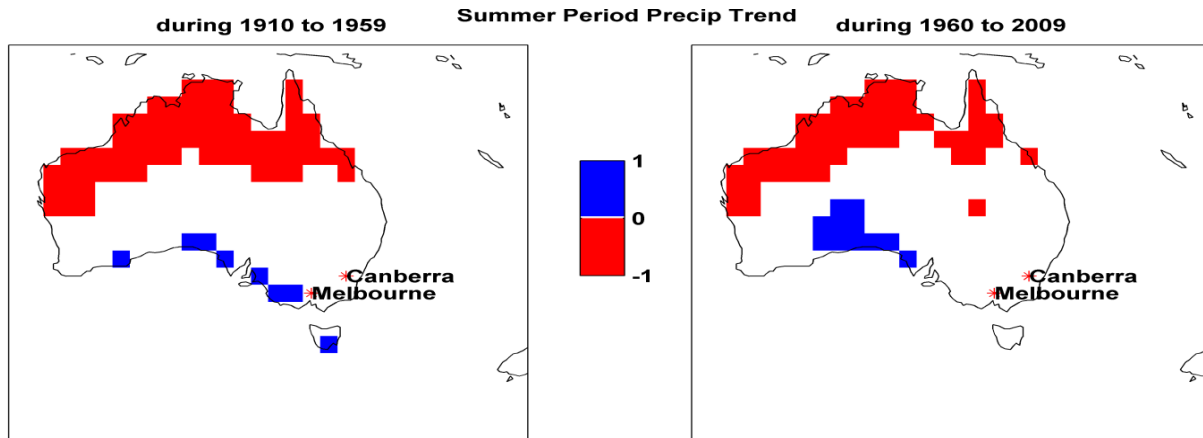 Summer Period Precip Trend
during 1910 to 1959
during 1960 to 2009
Canberra
Melbourne
1
0
-1
Canberra
Melbourne